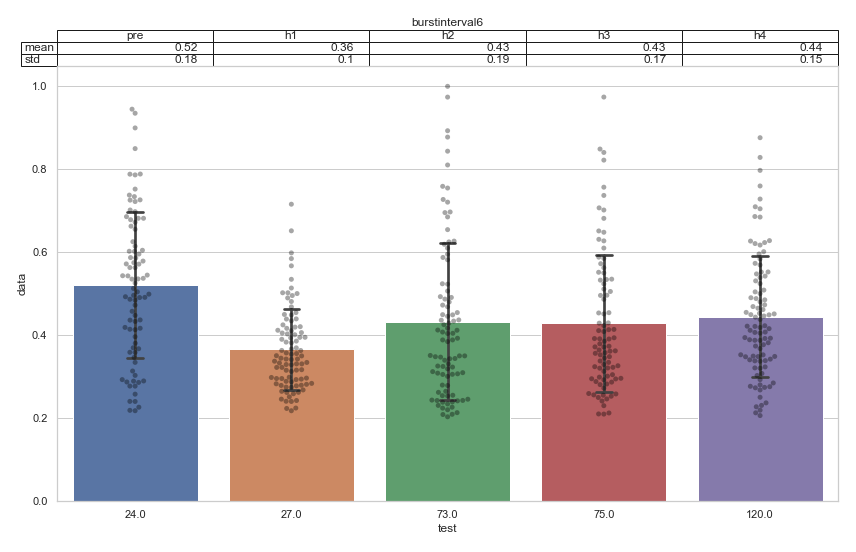 burstinterval6
pre h1 h2 h3 h4
mean 0.52 0.36 0.43 0.43 0.44
std 0.18 0.1 0.19 0.17 0.15
1.0
0.8
0.6
0.4
0.2
0.0
data
24.0 27.0 73.0 75.0 120.0
test